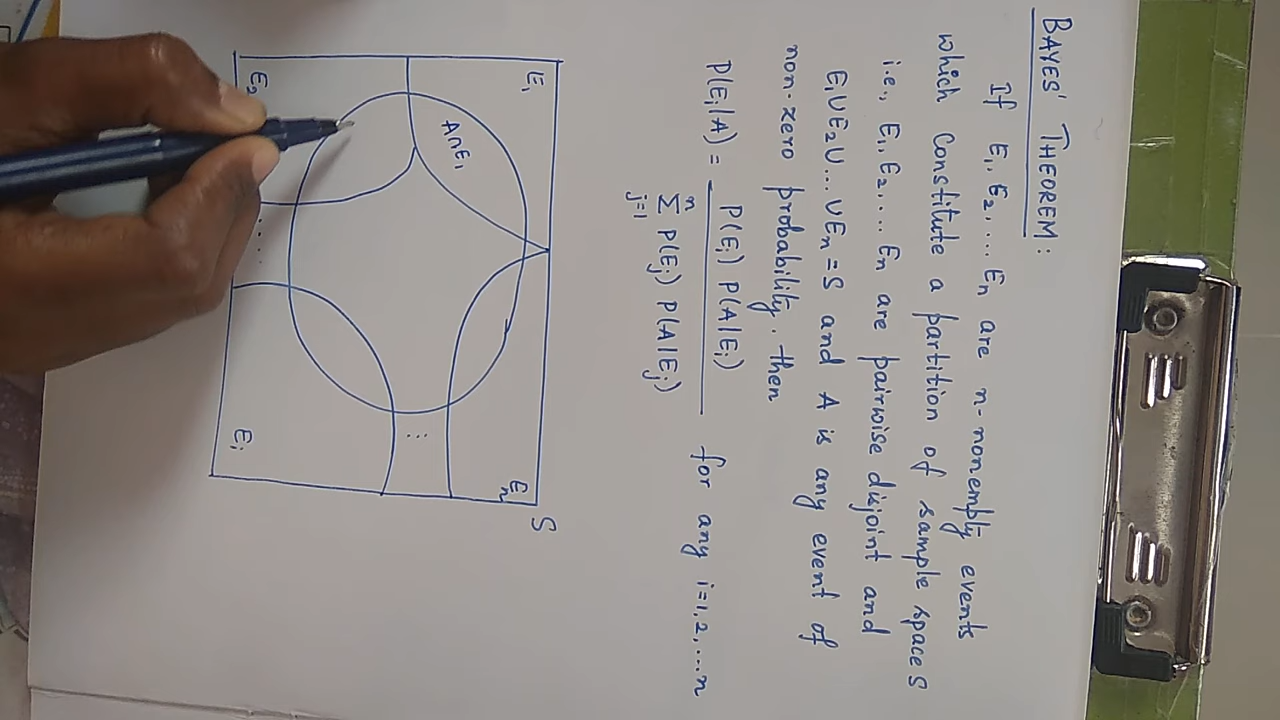 BAYES' THEOREM:
If E₁, E₂, .... Eₙ are n-nonempty events
which constitute a partition of sample space S
i.e., E₁, E₂, .... Eₙ are pairwise disjoint and
E₁∪E₂∪...∪Eₙ = S and A is any event of
non-zero probability. then
P(Eᵢ|A) = P(Eᵢ) P(A|Eᵢ) / n Σ j=1 P(Eⱼ) P(A|Eⱼ) for any i=1,2,...n
S
E₁
Eₙ
A∩E₁
⋮
E₂
....
Eᵢ